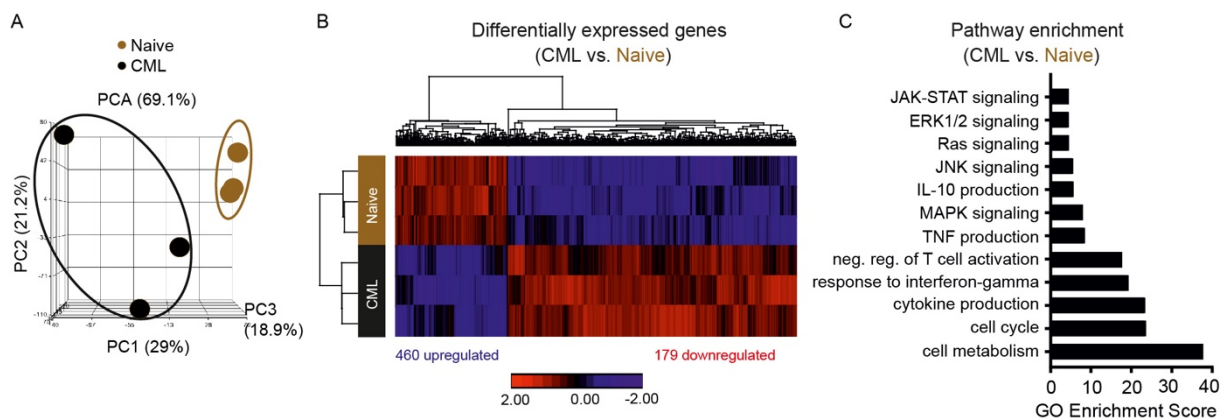 A
Naive
CML
PCA (69.1%)
PC2 (21.2%)
PC1 (29%)
PC3
(18.9%)
B
Differentially expressed genes
(CML vs. Naive)
Naive
CML
460 upregulated
179 downregulated
2.00
0
-2.00
C
Pathway enrichment
(CML vs. Naive)
JAK-STAT signaling
ERK1/2 signaling
Ras signaling
JNK signaling
IL-10 production
MAPK signaling
TNF production
neg. reg. of T cell activation
response to interferon-gamma
cytokine production
cell cycle
cell metabolism
0 10 20 30 40
GO Enrichment Score